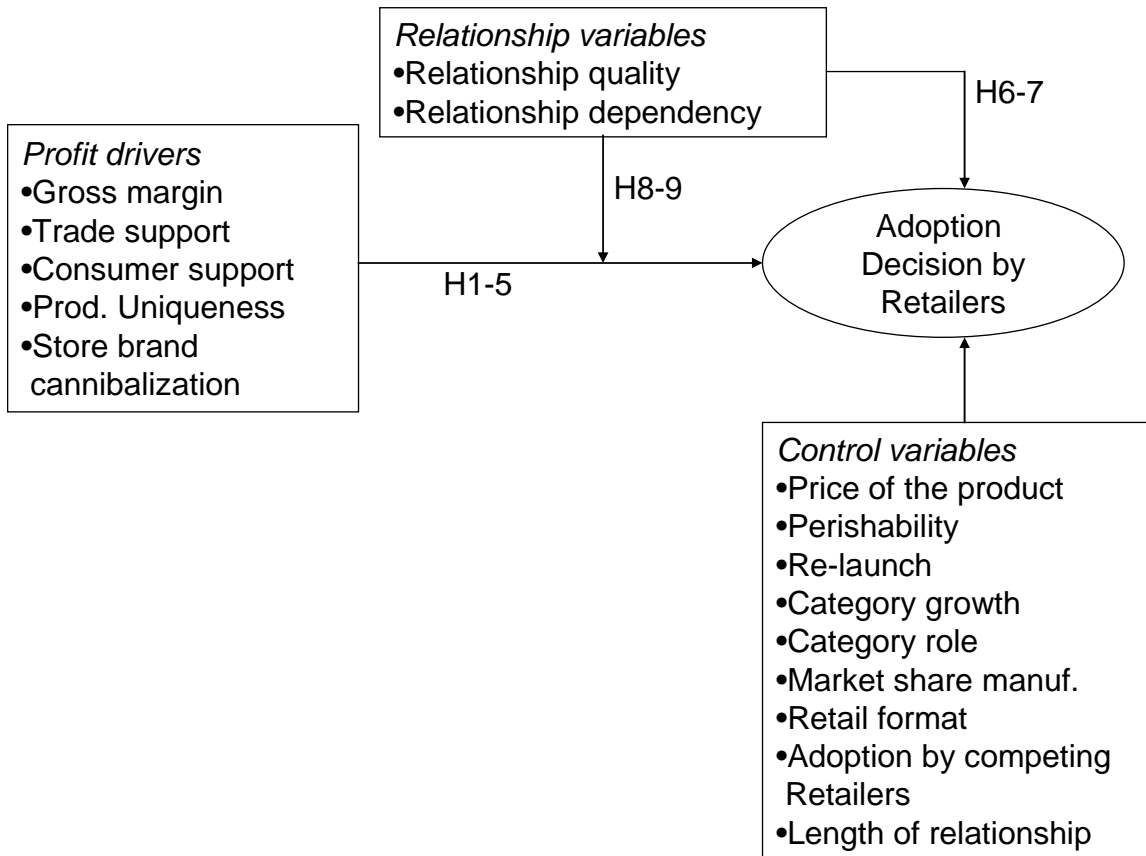 Relationship variables
•Relationship quality
•Relationship dependency
H6-7
Profit drivers
•Gross margin
•Trade support
•Consumer support
•Prod. Uniqueness
•Store brand
cannibalization
H8-9
H1-5
Adoption
Decision by
Retailers
Control variables
•Price of the product
•Perishability
•Re-launch
•Category growth
•Category role
•Market share manuf.
•Retail format
•Adoption by competing
Retailers
•Length of relationship